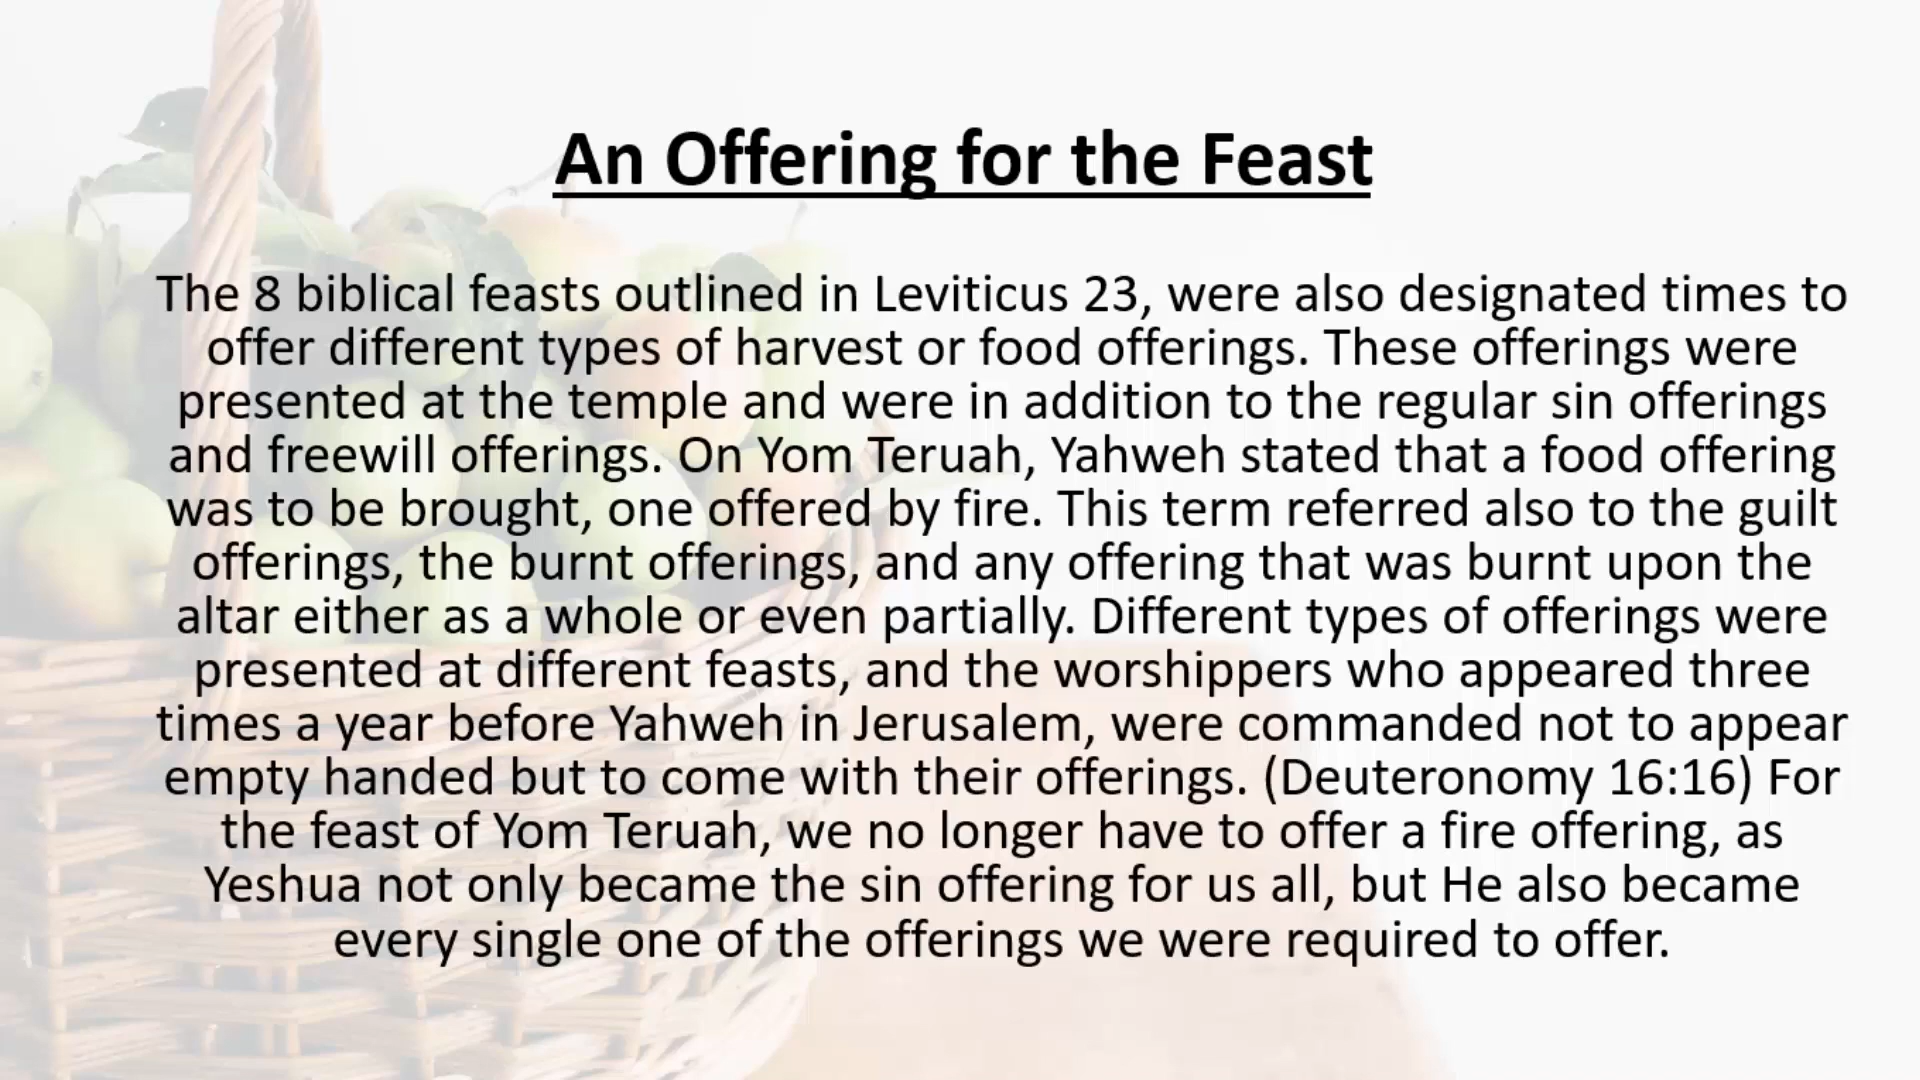 An Offering for the Feast
The 8 biblical feasts outlined in Leviticus 23, were also designated times to
offer different types of harvest or food offerings. These offerings were
presented at the temple and were in addition to the regular sin offerings
and freewill offerings. On Yom Teruah, Yahweh stated that a food offering
was to be brought, one offered by fire. This term referred also to the guilt
offerings, the burnt offerings, and any offering that was burnt upon the
altar either as a whole or even partially. Different types of offerings were
presented at different feasts, and the worshippers who appeared three
times a year before Yahweh in Jerusalem, were commanded not to appear
empty handed but to come with their offerings. (Deuteronomy 16:16) For
the feast of Yom Teruah, we no longer have to offer a fire offering, as
Yeshua not only became the sin offering for us all, but He also became
every single one of the offerings we were required to offer.